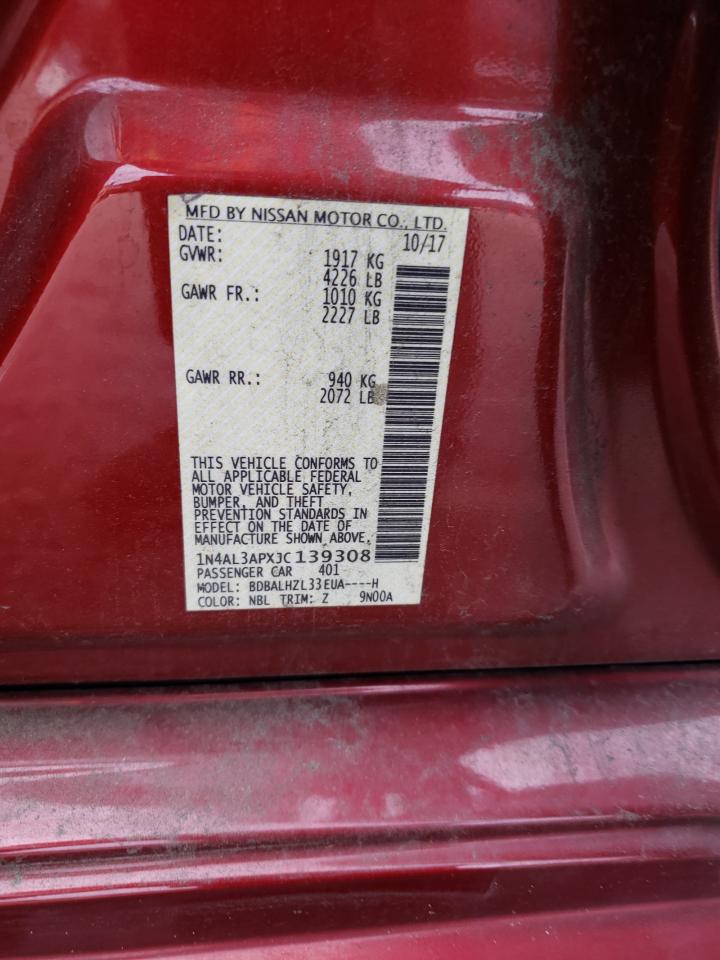 MFD BY NISSAN MOTOR CO., LTD.
DATE: 10/17
GVWR: 1917 KG
4226 LB
GAWR FR.: 1010 KG
2227 LB
GAWR RR.: 940 KG
2072 LB
THIS VEHICLE CONFORMS TO
ALL APPLICABLE FEDERAL
MOTOR VEHICLE SAFETY,
BUMPER, AND THEFT
PREVENTION STANDARDS IN
EFFECT ON THE DATE OF
MANUFACTURE SHOWN ABOVE.
1N4AL3APXJC139308
PASSENGER CAR 401
MODEL: BDBALHZL33EUA----H
COLOR: NBL TRIM: Z 9N00A